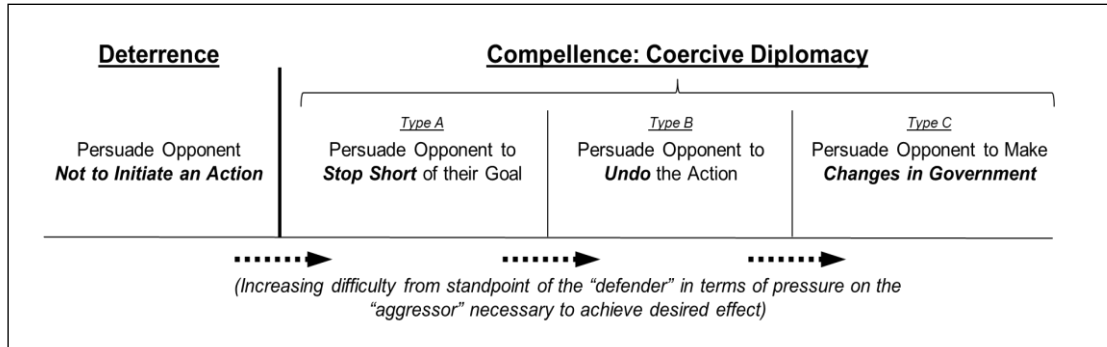 Deterrence
Compellence: Coercive Diplomacy
Persuade Opponent
Not to Initiate an Action
Type A
Persuade Opponent to
Stop Short of their Goal
Type B
Persuade Opponent to
Undo the Action
Type C
Persuade Opponent to Make
Changes in Government
(Increasing difficulty from standpoint of the “defender” in terms of pressure on the
“aggressor” necessary to achieve desired effect)